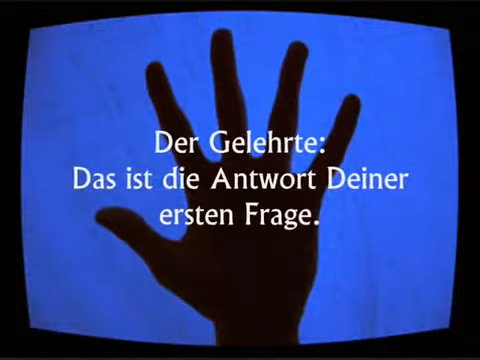 Der Gelehrte:
Das ist die Antwort Deiner
ersten Frage.